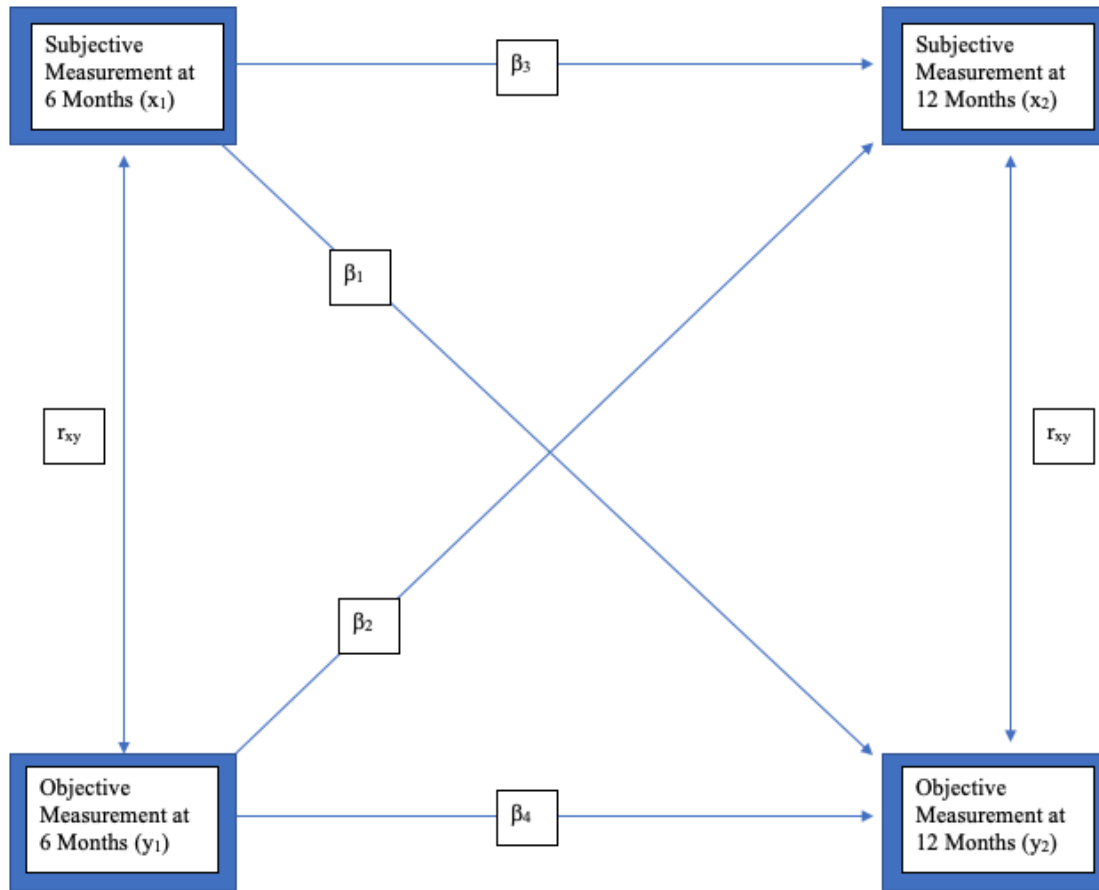 Subjective
Measurement at
6 Months (x₁)
β₃
Subjective
Measurement at
12 Months (x₂)
β₁
rₓᵧ
rₓᵧ
β₂
Objective
Measurement at
6 Months (y₁)
β₄
Objective
Measurement at
12 Months (y₂)